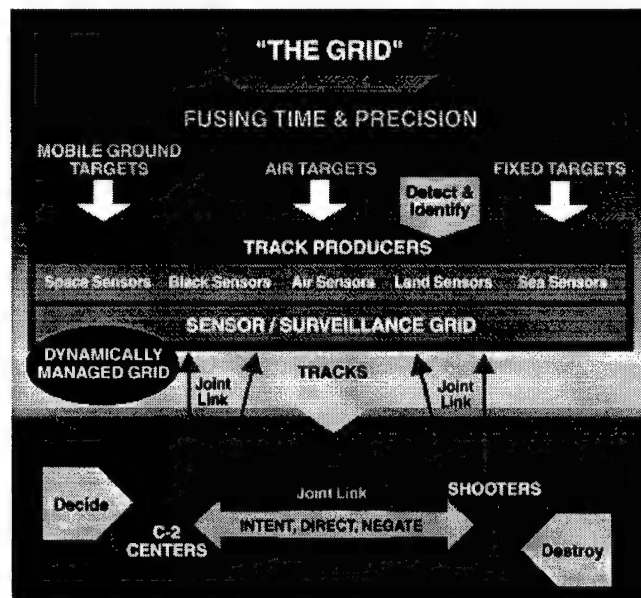 "THE GRID"
FUSING TIME & PRECISION
MOBILE GROUND
TARGETS
AIR TARGETS
FIXED TARGETS
Detect &
Identify
TRACK PRODUCERS
Space Sensors
Black Sensors
Air Sensors
Land Sensors
Sea Sensors
SENSOR / SURVEILLANCE GRID
DYNAMICALLY
MANAGED GRID
Joint
Link
TRACKS
Joint
Link
Decide
C-2
CENTERS
Joint Link
INTENT, DIRECT, NEGATE
SHOOTERS
Destroy